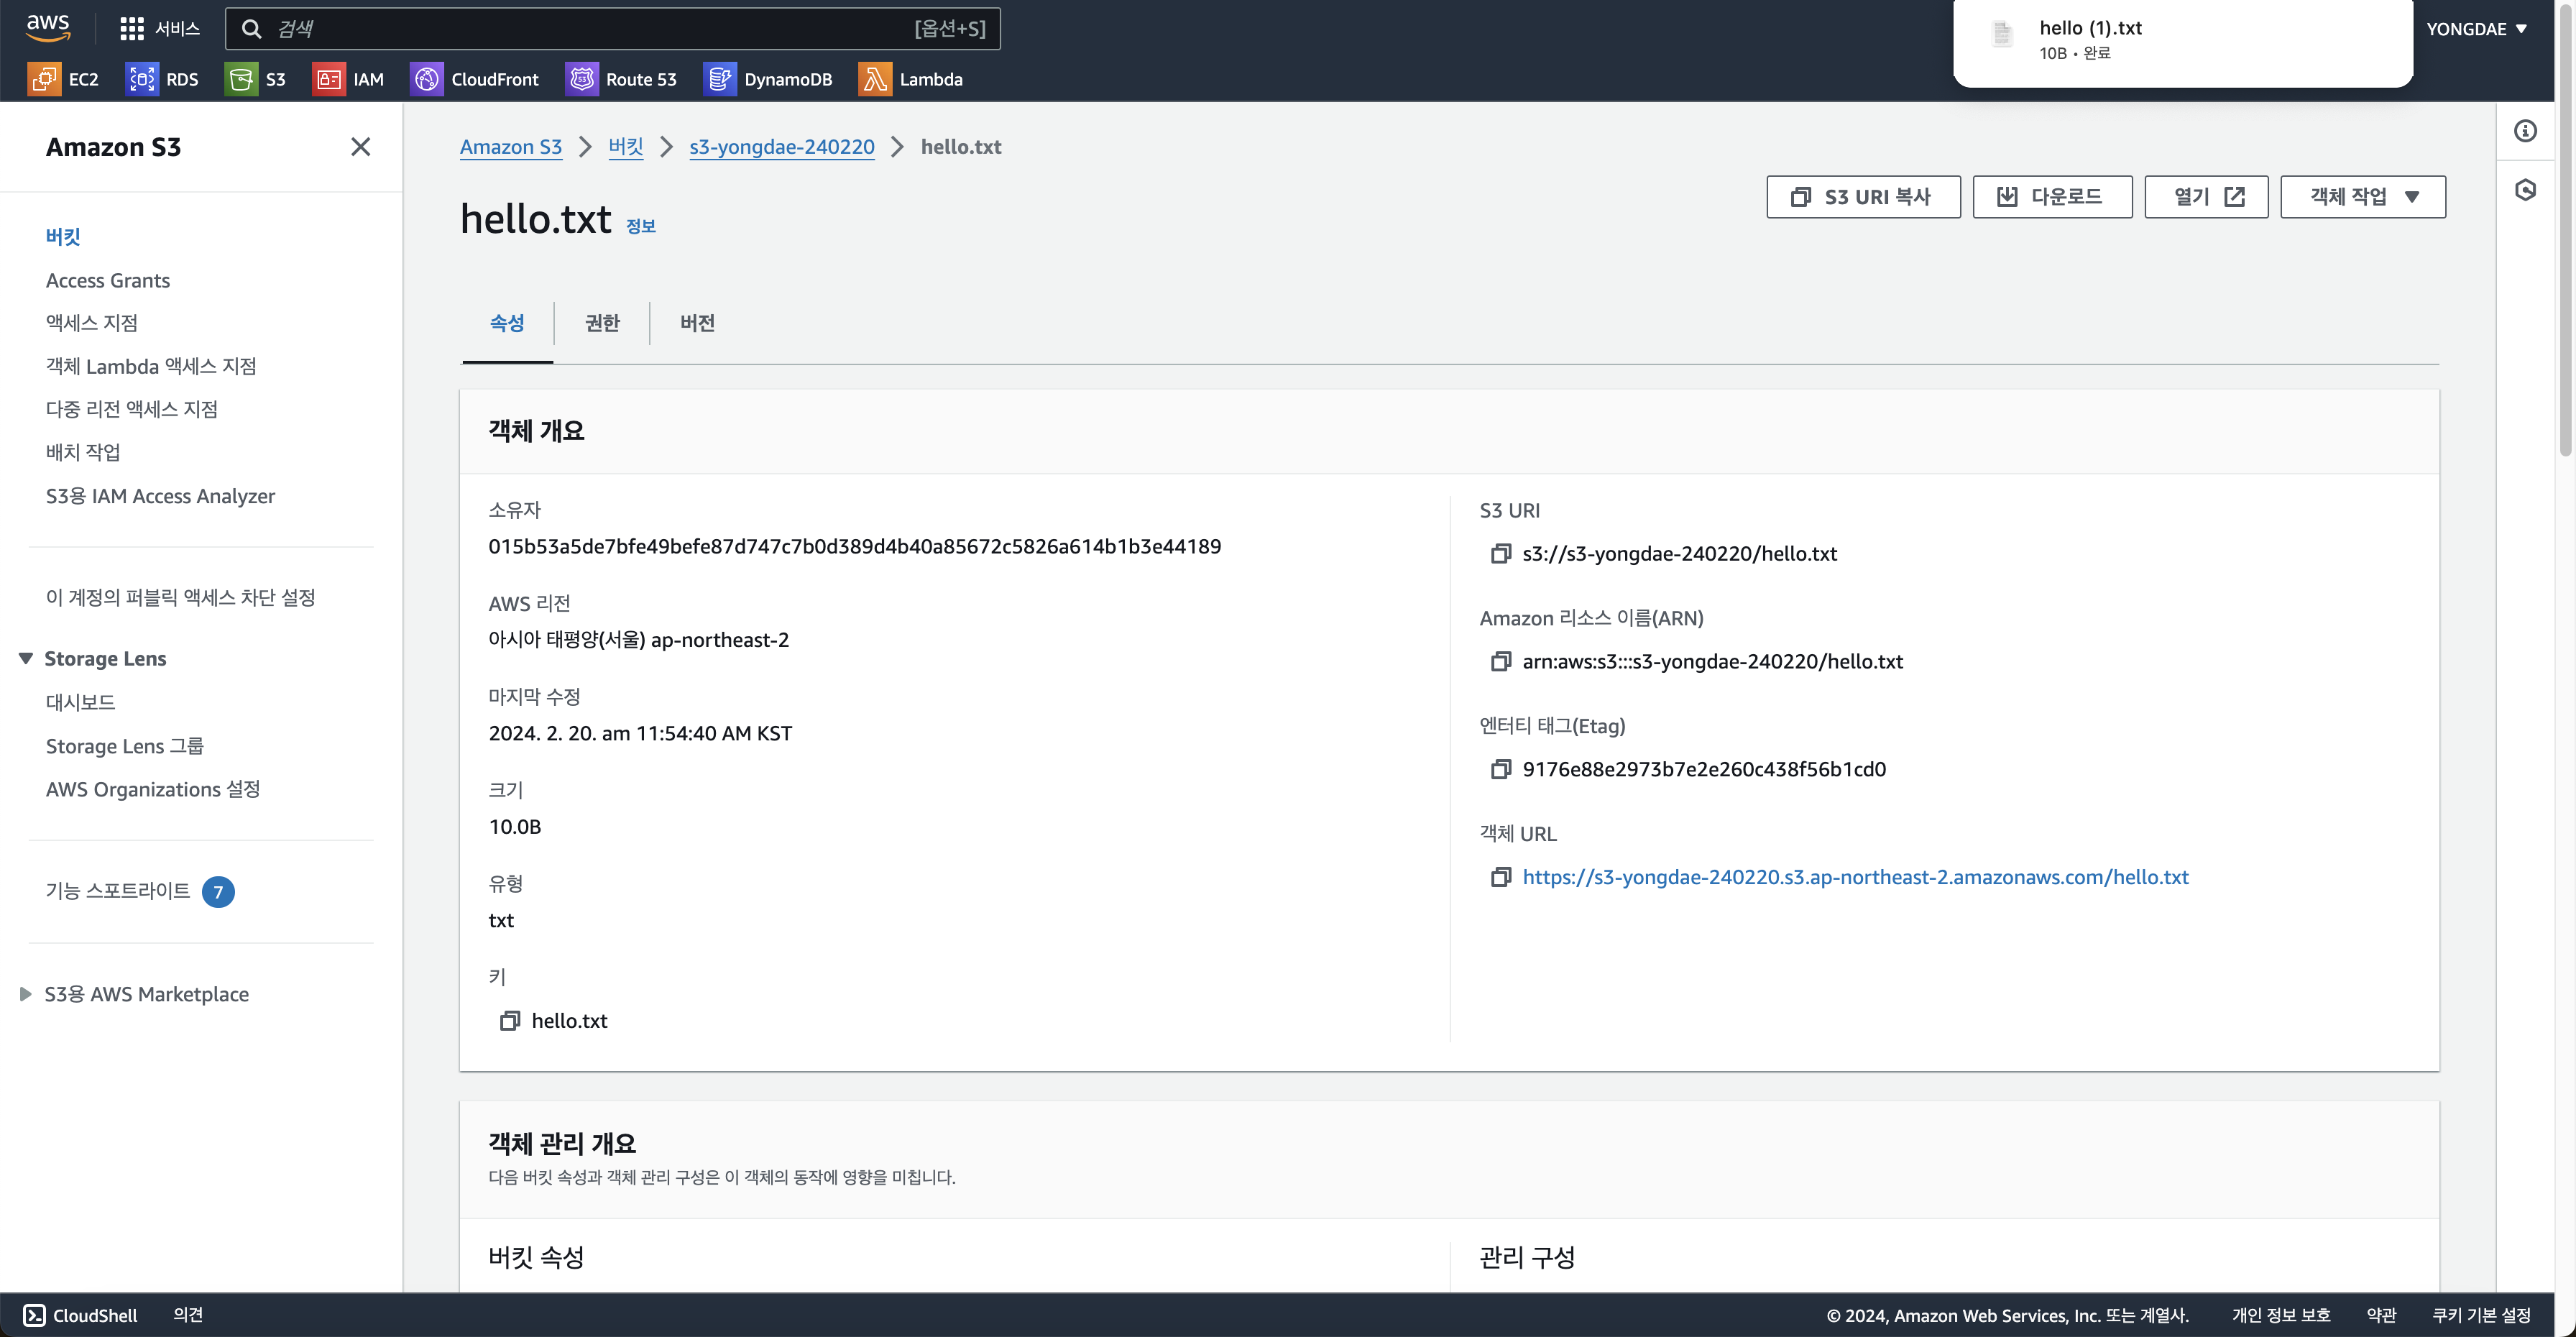 aws
서비스
검색
[옵션+S]
hello (1).txt
10B • 완료
YONGDAE
EC2
RDS
S3
IAM
CloudFront
Route 53
DynamoDB
Lambda
Amazon S3
버킷
Access Grants
액세스 지점
객체 Lambda 액세스 지점
다중 리전 액세스 지점
배치 작업
S3용 IAM Access Analyzer
이 계정의 퍼블릭 액세스 차단 설정
Storage Lens
대시보드
Storage Lens 그룹
AWS Organizations 설정
기능 스포트라이트 7
S3용 AWS Marketplace
Amazon S3 > 버킷 > s3-yongdae-240220 > hello.txt
hello.txt 정보
S3 URI 복사
다운로드
열기
객체 작업
속성
권한
버전
객체 개요
소유자
015b53a5de7bfe49befe87d747c7b0d389d4b40a85672c5826a614b1b3e44189
AWS 리전
아시아 태평양(서울) ap-northeast-2
마지막 수정
2024. 2. 20. am 11:54:40 AM KST
크기
10.0B
유형
txt
키
hello.txt
S3 URI
s3://s3-yongdae-240220/hello.txt
Amazon 리소스 이름(ARN)
arn:aws:s3:::s3-yongdae-240220/hello.txt
엔터티 태그(Etag)
9176e88e2973b7e2e260c438f56b1cd0
객체 URL
https://s3-yongdae-240220.s3.ap-northeast-2.amazonaws.com/hello.txt
객체 관리 개요
다음 버킷 속성과 객체 관리 구성은 이 객체의 동작에 영향을 미칩니다.
버킷 속성
관리 구성
CloudShell
의견
© 2024, Amazon Web Services, Inc. 또는 계열사.
개인 정보 보호
약관
쿠키 기본 설정